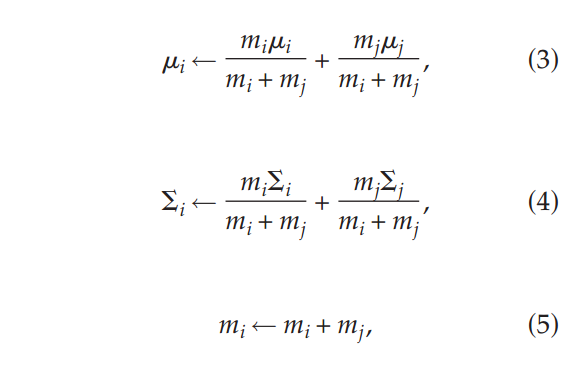 μ_i ← m_i μ_i / (m_i + m_j) + m_j μ_j / (m_i + m_j), (3)
Σ_i ← m_i Σ_i / (m_i + m_j) + m_j Σ_j / (m_i + m_j), (4)
m_i ← m_i + m_j, (5)